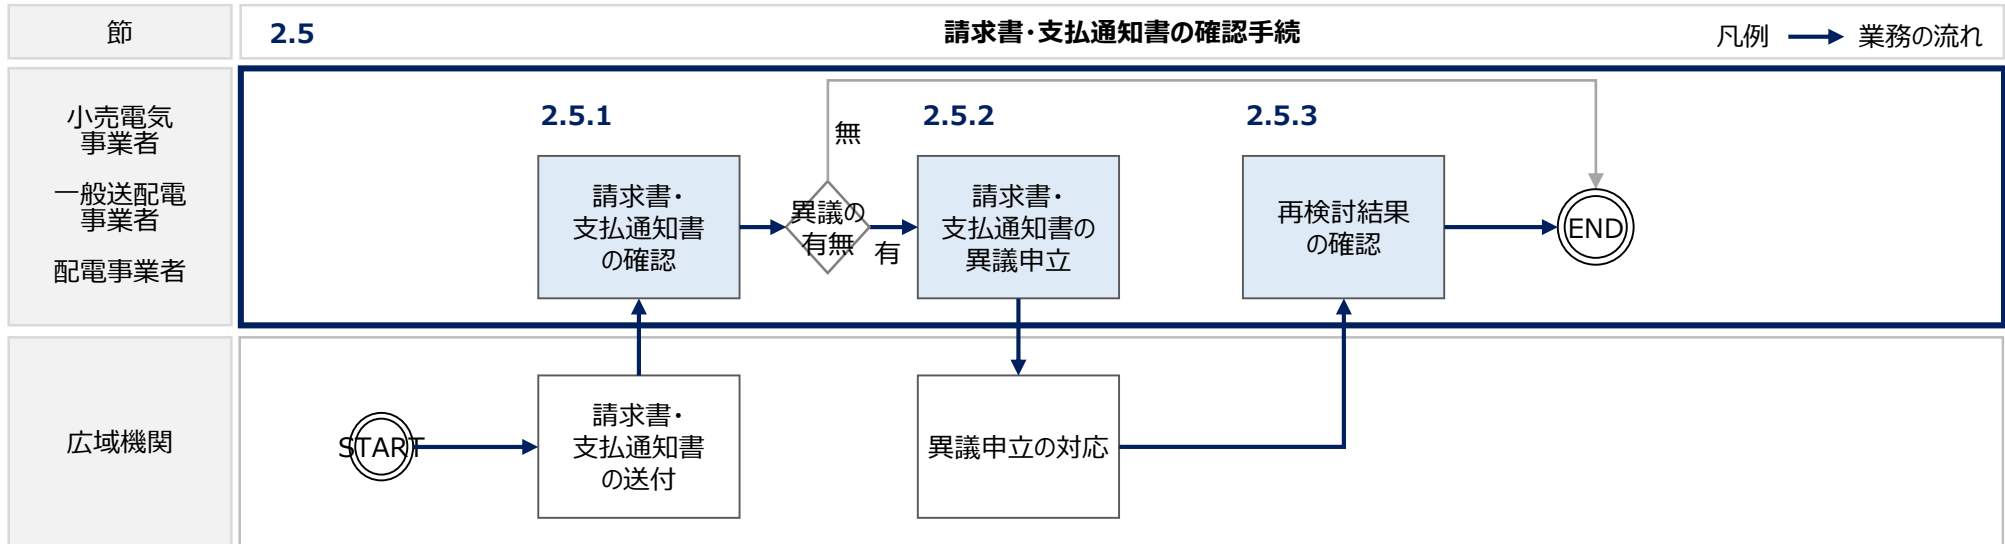 節
2.5
請求書･支払通知書の確認手続
凡例
業務の流れ
小売電気
事業者
一般送配電
事業者
配電事業者
2.5.1
請求書･
支払通知書
の確認
異議の
有無
無
有
2.5.2
請求書･
支払通知書の
異議申立
2.5.3
再検討結果
の確認
END
広域機関
START
請求書･
支払通知書
の送付
異議申立の対応